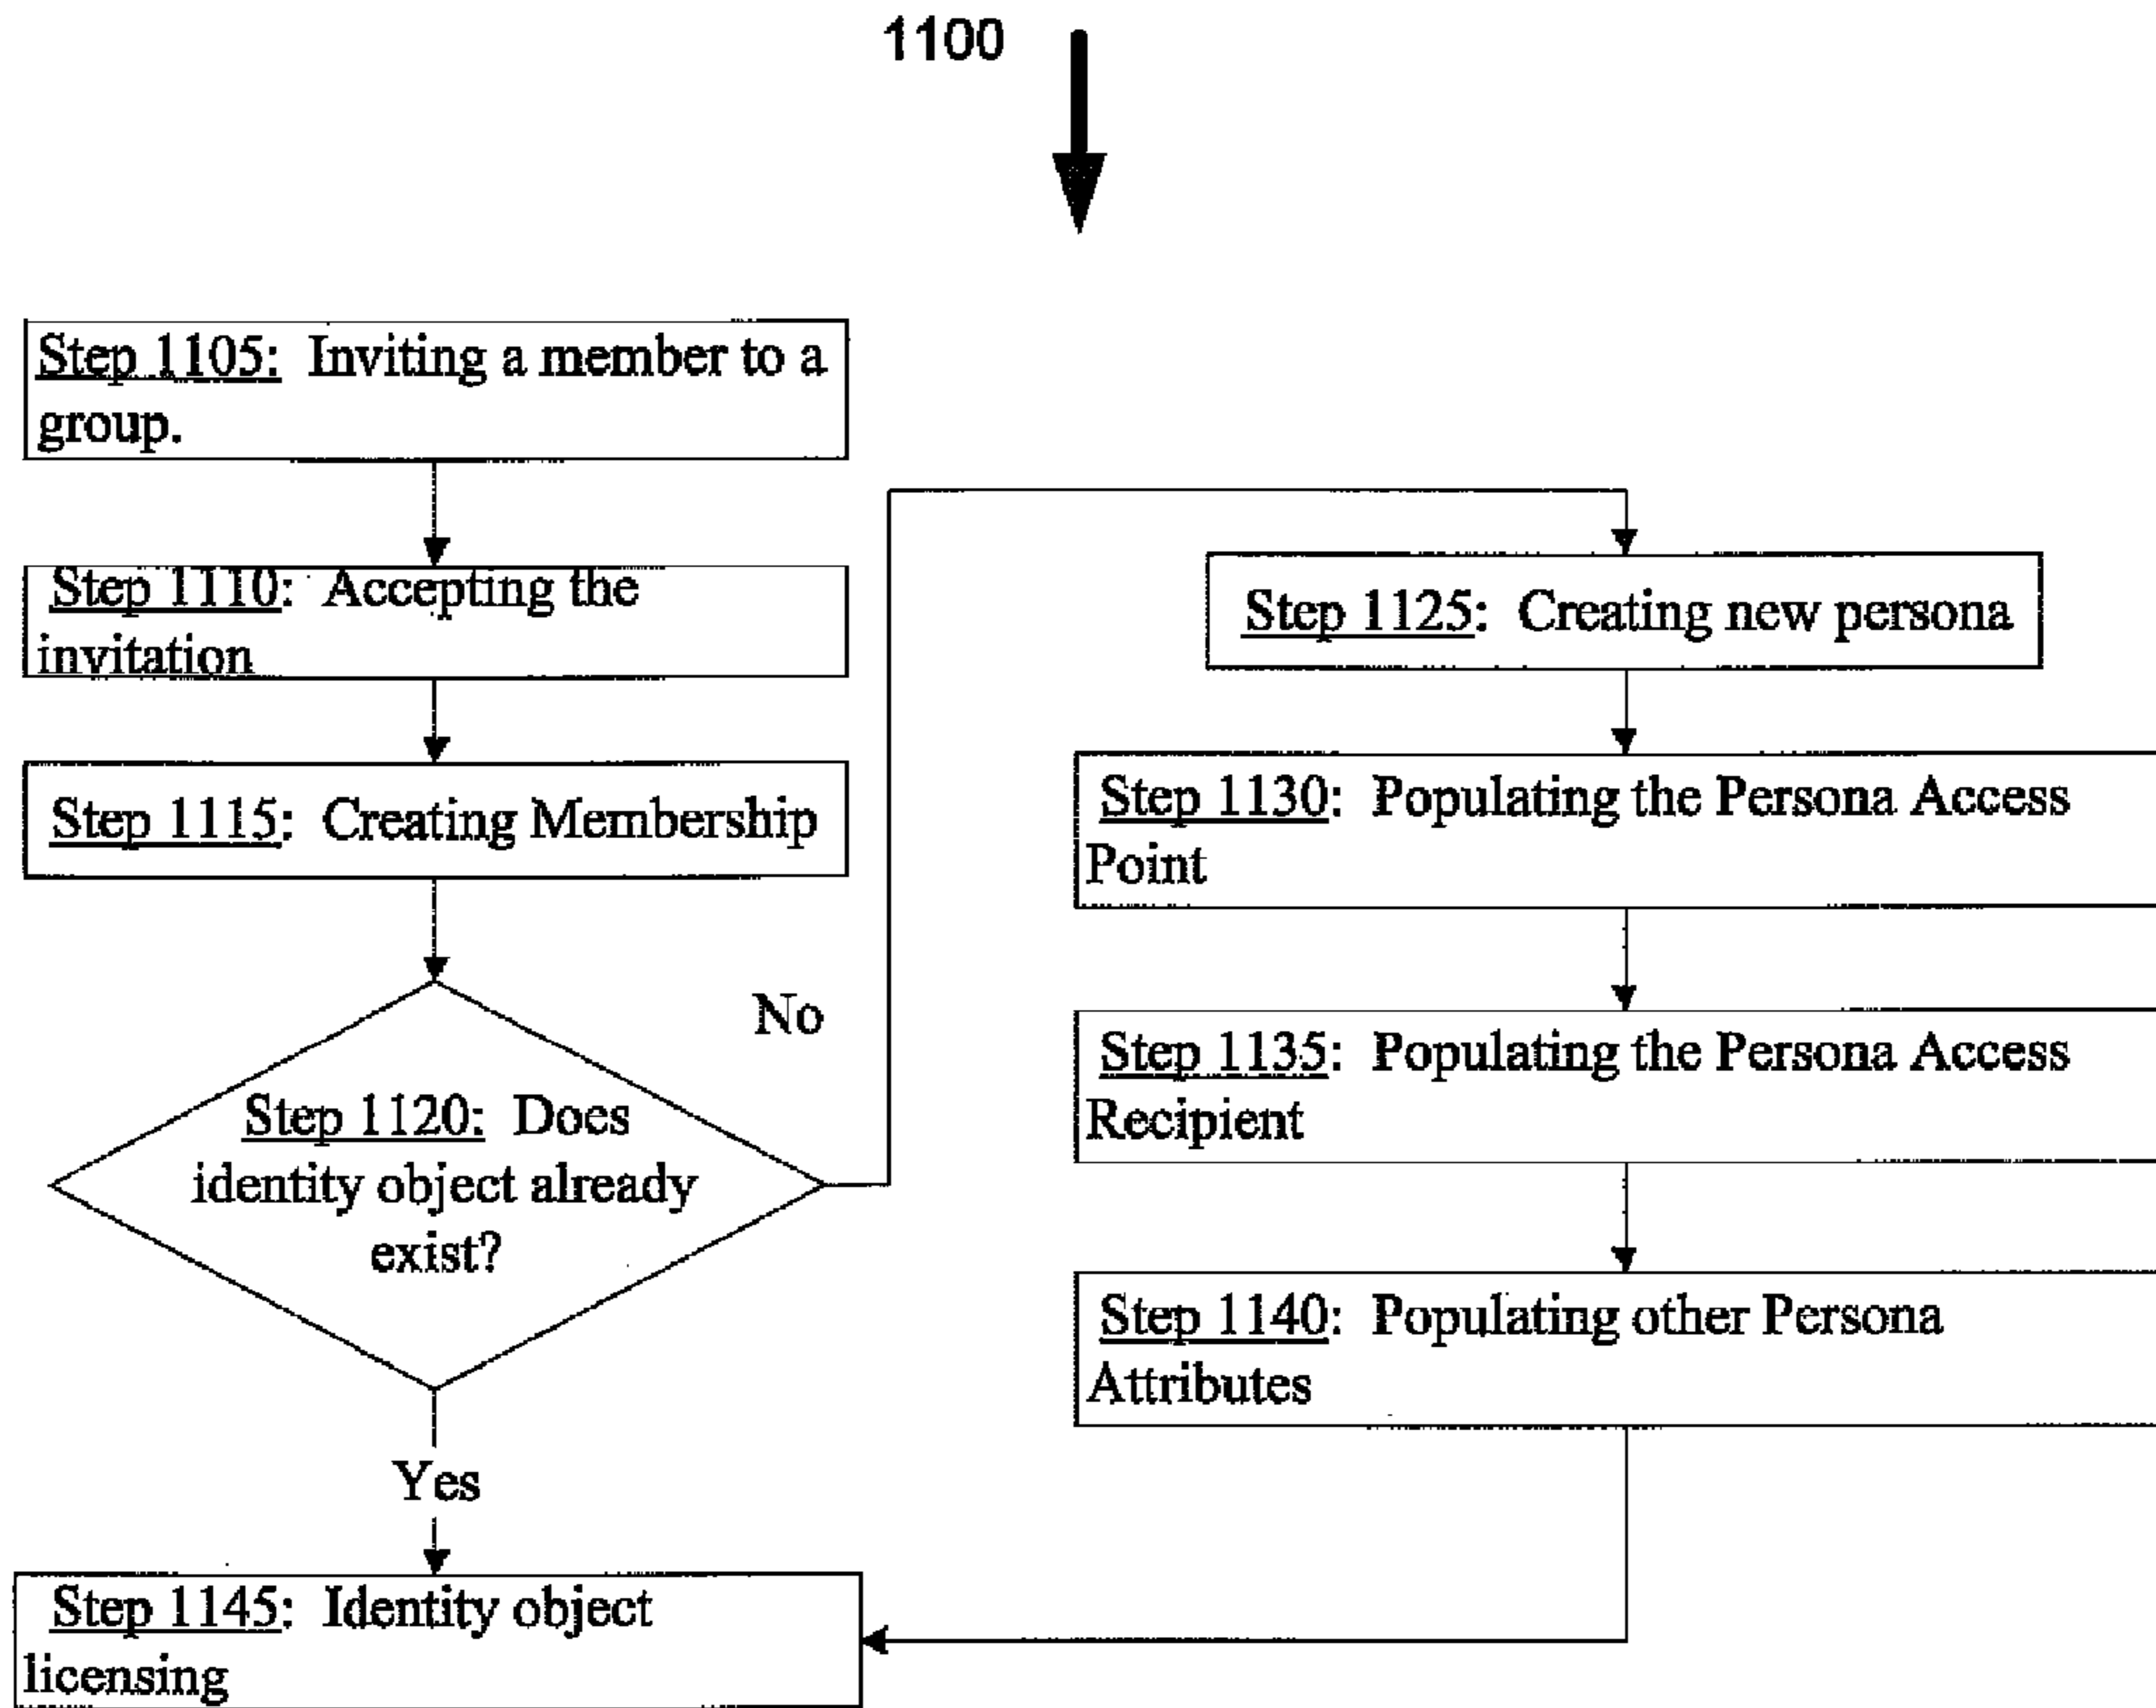 1100
Step 1105: Inviting a member to a
group.
Step 1110: Accepting the
invitation
Step 1115: Creating Membership
Step 1120: Does
identity object already
exist?
No
Yes
Step 1125: Creating new persona
Step 1130: Populating the Persona Access
Point
Step 1135: Populating the Persona Access
Recipient
Step 1140: Populating other Persona
Attributes
Step 1145: Identity object
licensing